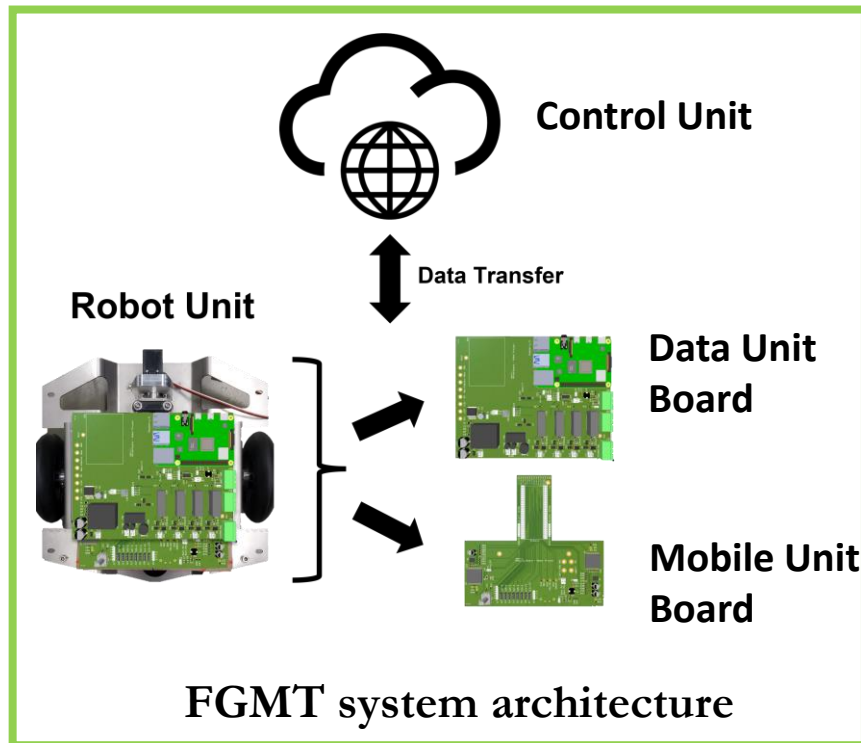 Control Unit
Data Transfer
Robot Unit
Data Unit
Board
Mobile Unit
Board
FGMT system architecture